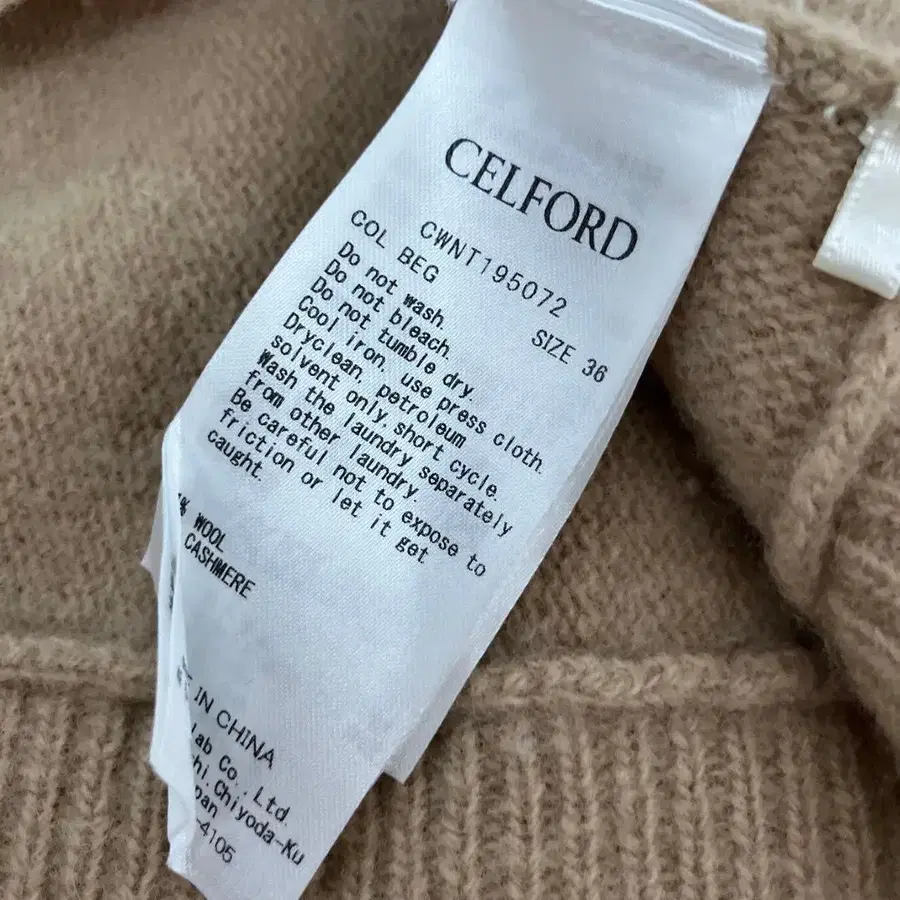 CELFORD
CWNT195072
COL BEG SIZE 36
Do not wash.
Do not bleach.
Do not tumble dry.
Cool iron, use press cloth.
Dryclean, petroleum
solvent only, short cycle.
Wash the laundry separately
from other laundry.
Be careful not to expose to
friction or let it get
caught.
% WOOL
CASHMERE
IN CHINA
Co., Ltd.
Chiyoda-Ku
-4105